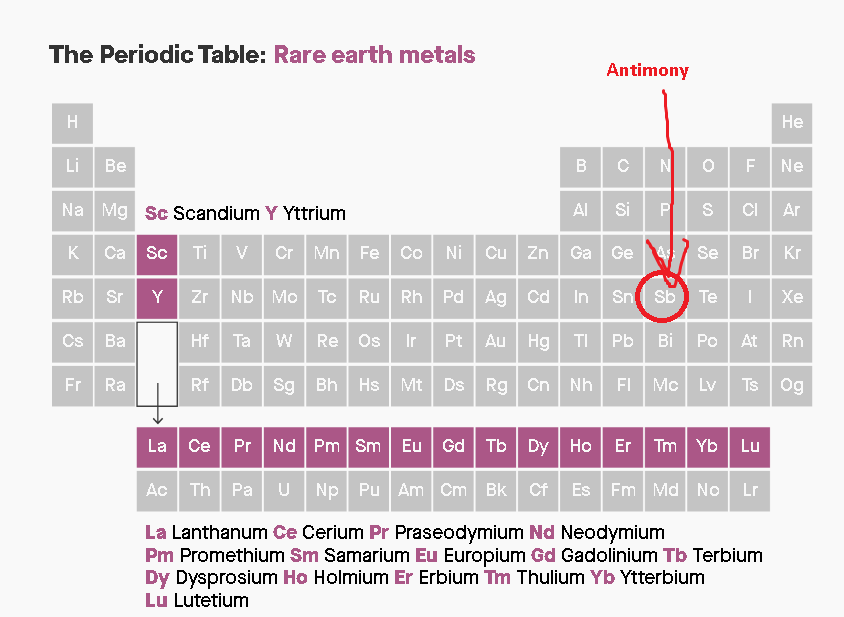 The Periodic Table: Rare earth metals
Antimony
H He
Li Be B C N O F Ne
Na Mg Sc Scandium Y Yttrium Al Si P S Cl Ar
K Ca Sc Ti V Cr Mn Fe Co Ni Cu Zn Ga Ge As Se Br Kr
Rb Sr Y Zr Nb Mo Tc Ru Rh Pd Ag Cd In Sn Sb Te I Xe
Cs Ba Hf Ta W Re Os Ir Pt Au Hg Tl Pb Bi Po At Rn
Fr Ra Rf Db Sg Bh Hs Mt Ds Rg Cn Nh Fl Mc Lv Ts Og
La Ce Pr Nd Pm Sm Eu Gd Tb Dy Ho Er Tm Yb Lu
Ac Th Pa U Np Pu Am Cm Bk Cf Es Fm Md No Lr
La Lanthanum Ce Cerium Pr Praseodymium Nd Neodymium
Pm Promethium Sm Samarium Eu Europium Gd Gadolinium Tb Terbium
Dy Dysprosium Ho Holmium Er Erbium Tm Thulium Yb Ytterbium
Lu Lutetium